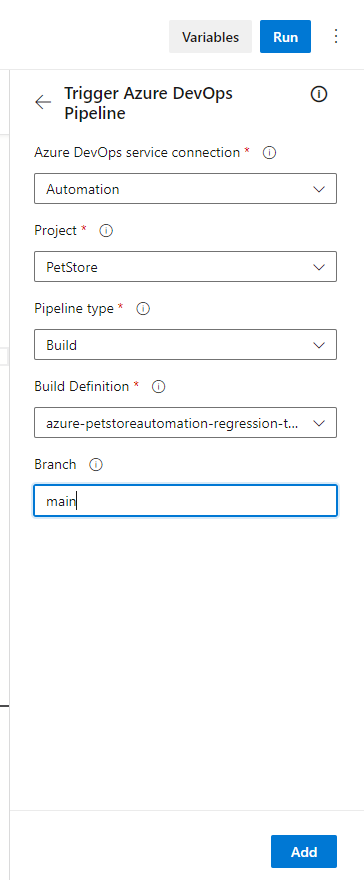 Variables
Run
Trigger Azure DevOps
Pipeline
Azure DevOps service connection *
Automation
Project *
PetStore
Pipeline type *
Build
Build Definition *
azure-petstoreautomation-regression-t...
Branch
main
Add